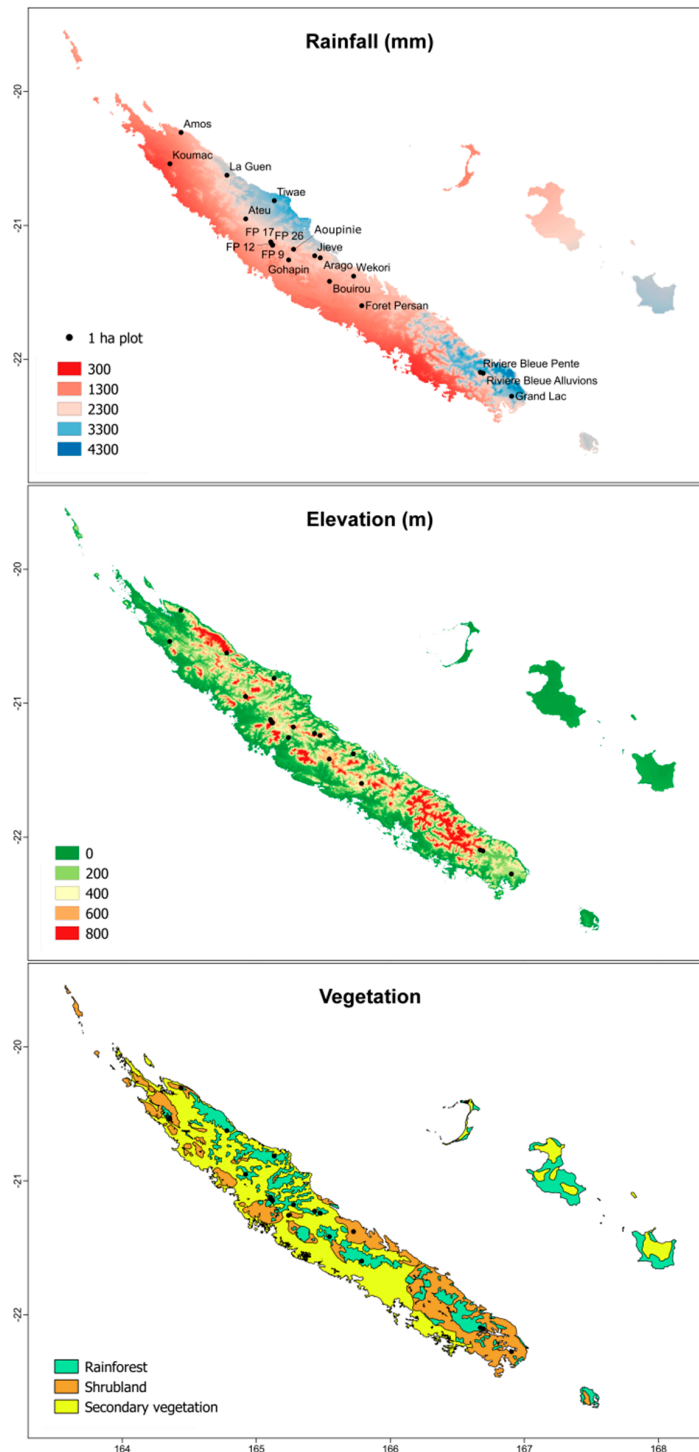 Rainfall (mm)
-20
Amos
Koumac
La Guen
Tiwae
-21
Ateu
FP 17
FP 26
Aoupinie
FP 12
Jieve
FP 9
Arago
Wekori
Gohapin
Bouirou
Foret Persan
1 ha plot
-22
300
Riviere Bleue Pente
1300
Riviere Bleue Alluvions
2300
Grand Lac
3300
4300
Elevation (m)
-20
-21
-22
0
200
400
600
800
Vegetation
-20
-21
-22
Rainforest
Shrubland
Secondary vegetation
164
165
166
167
168